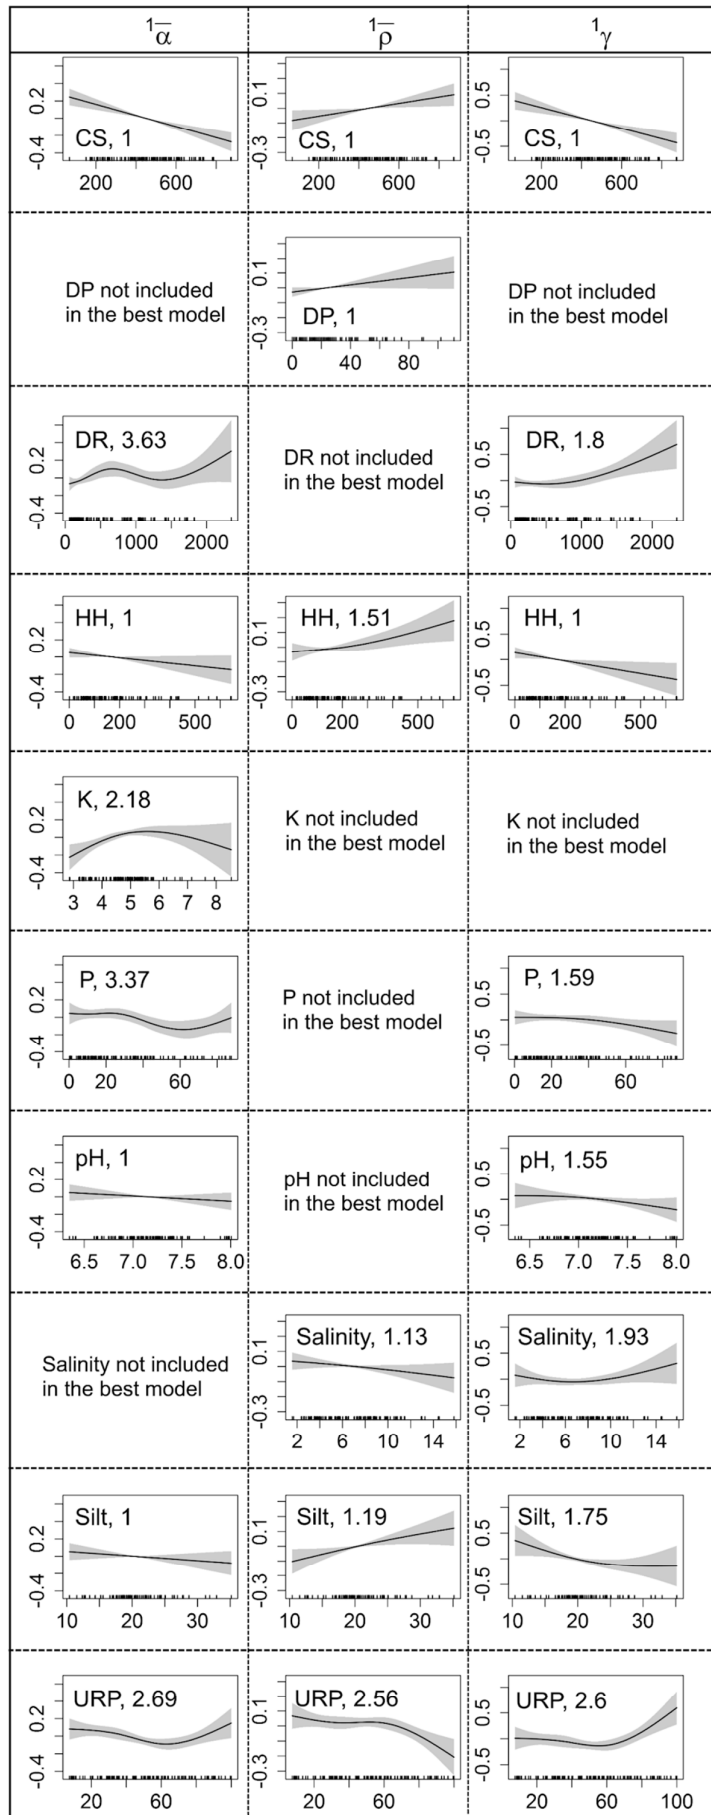 1α̅ 1ρ̅ 1γ
0.2
-0.4
CS, 1
200 600
0.1
-0.3
CS, 1
200 600
0.5
-0.5
CS, 1
200 600
DP not included
in the best model
0.1
-0.3
DP, 1
0 40 80
DP not included
in the best model
0.2
-0.4
DR, 3.63
0 1000 2000
DR not included
in the best model
0.5
-0.5
DR, 1.8
0 1000 2000
0.2
-0.4
HH, 1
0 200 500
0.1
-0.3
HH, 1.51
0 200 500
0.5
-0.5
HH, 1
0 200 500
0.2
-0.4
K, 2.18
3 4 5 6 7 8
K not included
in the best model
K not included
in the best model
0.2
-0.4
P, 3.37
0 20 60
P not included
in the best model
0.5
-0.5
P, 1.59
0 20 60
0.2
-0.4
pH, 1
6.5 7.0 7.5 8.0
pH not included
in the best model
0.5
-0.5
pH, 1.55
6.5 7.0 7.5 8.0
Salinity not included
in the best model
0.1
-0.3
Salinity, 1.13
2 6 10 14
0.5
-0.5
Salinity, 1.93
2 6 10 14
0.2
-0.4
Silt, 1
10 20 30
0.1
-0.3
Silt, 1.19
10 20 30
0.5
-0.5
Silt, 1.75
10 20 30
0.2
-0.4
URP, 2.69
20 60
0.1
-0.3
URP, 2.56
20 60
0.5
-0.5
URP, 2.6
20 60 100